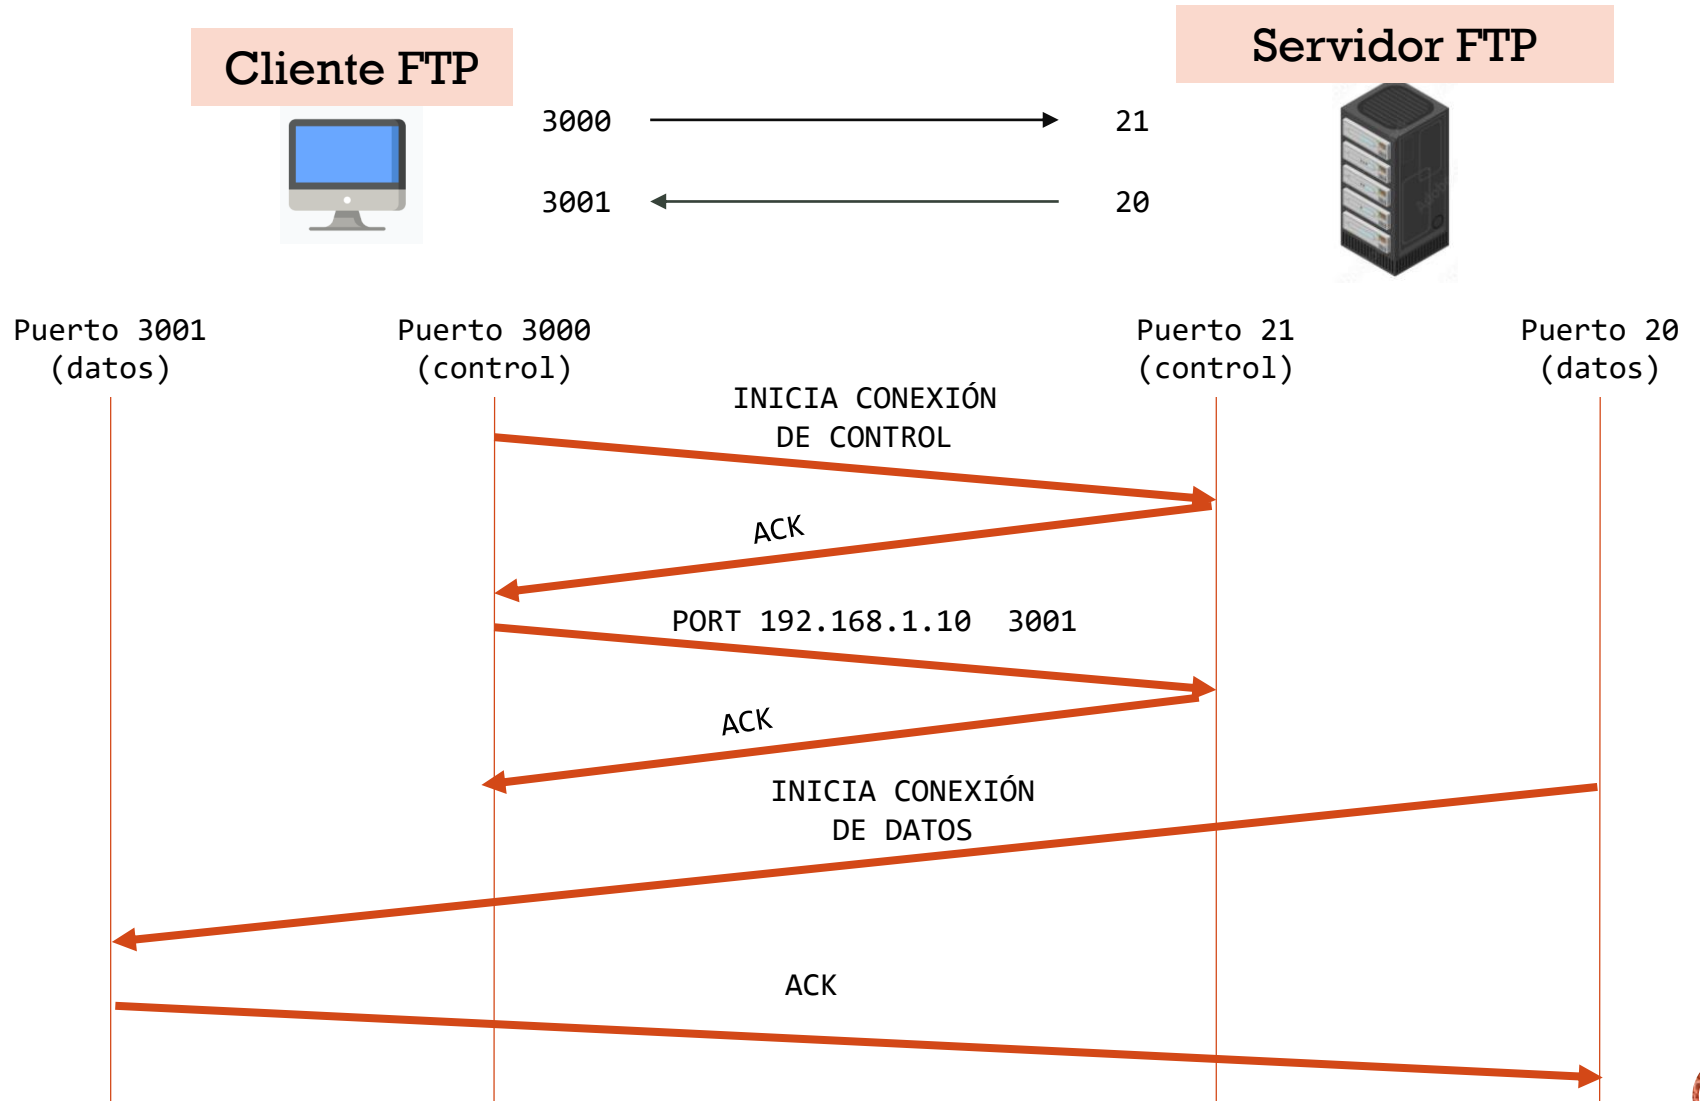 Cliente FTP
Servidor FTP
3000
21
3001
20
Puerto 3001
(datos)
Puerto 3000
(control)
Puerto 21
(control)
Puerto 20
(datos)
INICIA CONEXIÓN
DE CONTROL
ACK
PORT 192.168.1.10  3001
ACK
INICIA CONEXIÓN
DE DATOS
ACK